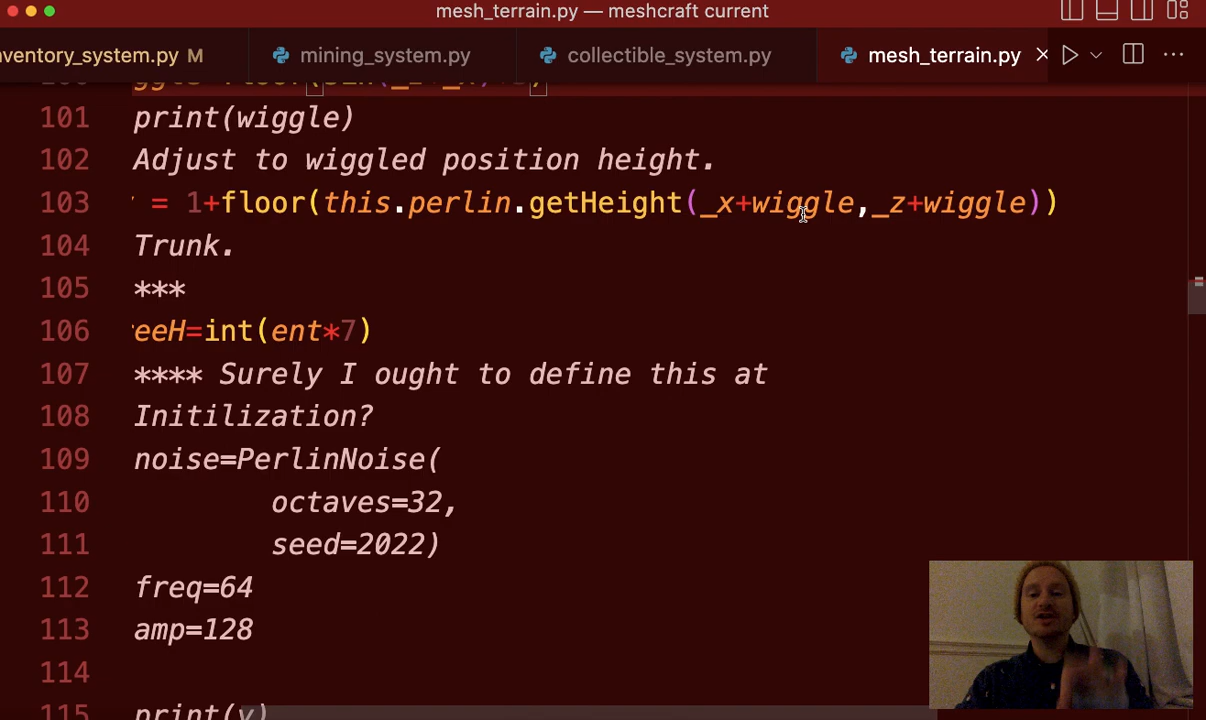 mesh_terrain.py — meshcraft current
nventory_system.py M mining_system.py collectible_system.py mesh_terrain.py
101 print(wiggle)
102 Adjust to wiggled position height.
103 = 1+floor(this.perlin.getHeight(_x+wiggle,_z+wiggle))
104 Trunk.
105 ***
106 eeH=int(ent*7)
107 **** Surely I ought to define this at
108 Initilization?
109 noise=PerlinNoise(
110 octaves=32,
111 seed=2022)
112 freq=64
113 amp=128
114
115 print(y)